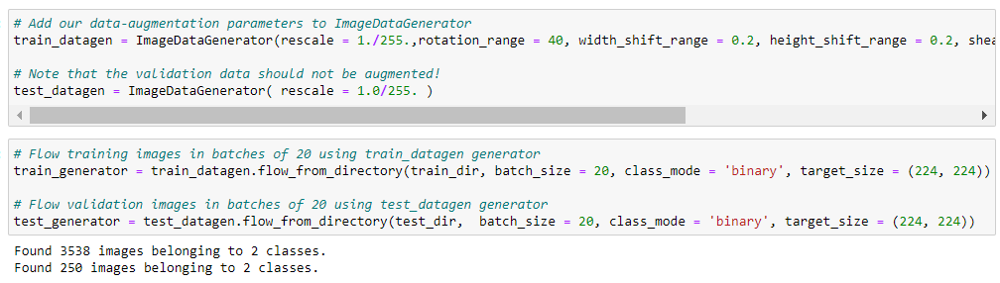 # Add our data-augmentation parameters to ImageDataGenerator
train_datagen = ImageDataGenerator(rescale = 1./255.,rotation_range = 40, width_shift_range = 0.2, height_shift_range = 0.2, shea
# Note that the validation data should not be augmented!
test_datagen = ImageDataGenerator( rescale = 1.0/255. )
# Flow training images in batches of 20 using train_datagen generator
train_generator = train_datagen.flow_from_directory(train_dir, batch_size = 20, class_mode = 'binary', target_size = (224, 224))
# Flow validation images in batches of 20 using test_datagen generator
test_generator = test_datagen.flow_from_directory(test_dir,  batch_size = 20, class_mode = 'binary', target_size = (224, 224))
Found 3538 images belonging to 2 classes.
Found 250 images belonging to 2 classes.